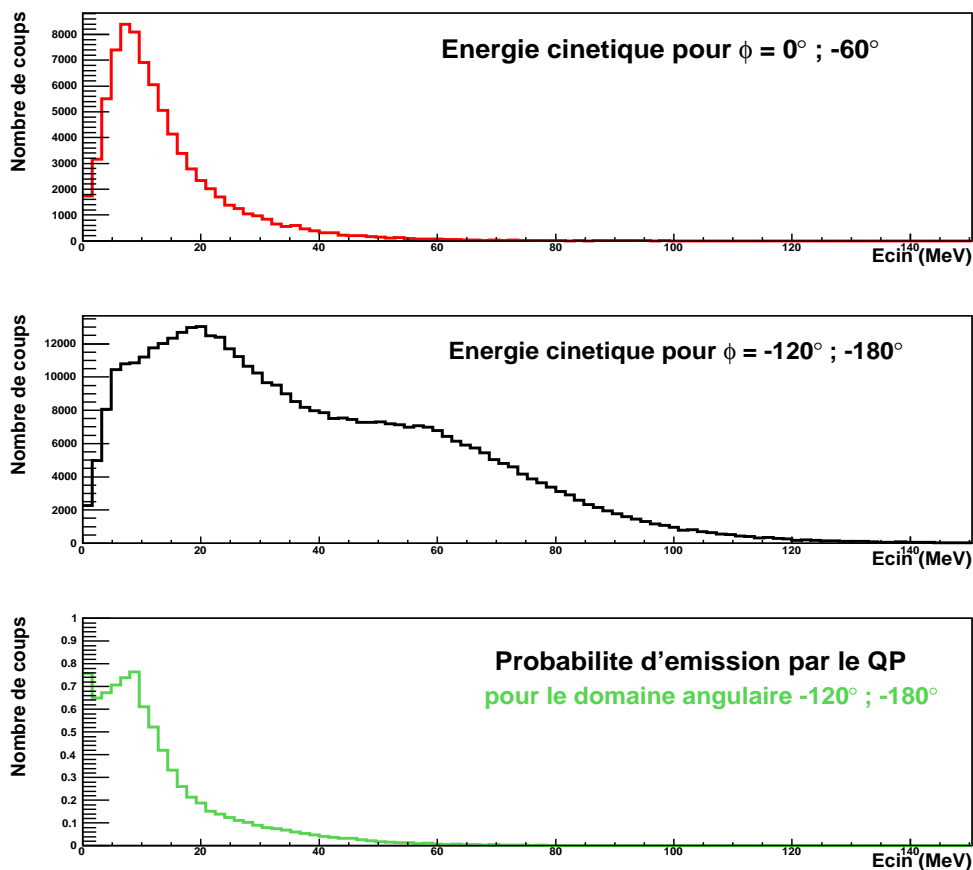 Energie cinetique pour ϕ = 0° ; -60°
Nombre de coups
8000
7000
6000
5000
4000
3000
2000
1000
0
0 20 40 60 80 100 120 140
Ecin (MeV)
Energie cinetique pour ϕ = -120° ; -180°
Nombre de coups
12000
10000
8000
6000
4000
2000
0
0 20 40 60 80 100 120 140
Ecin (MeV)
Probabilite d'emission par le QP
pour le domaine angulaire -120° ; -180°
Nombre de coups
1
0.9
0.8
0.7
0.6
0.5
0.4
0.3
0.2
0.1
0
0 20 40 60 80 100 120 140
Ecin (MeV)